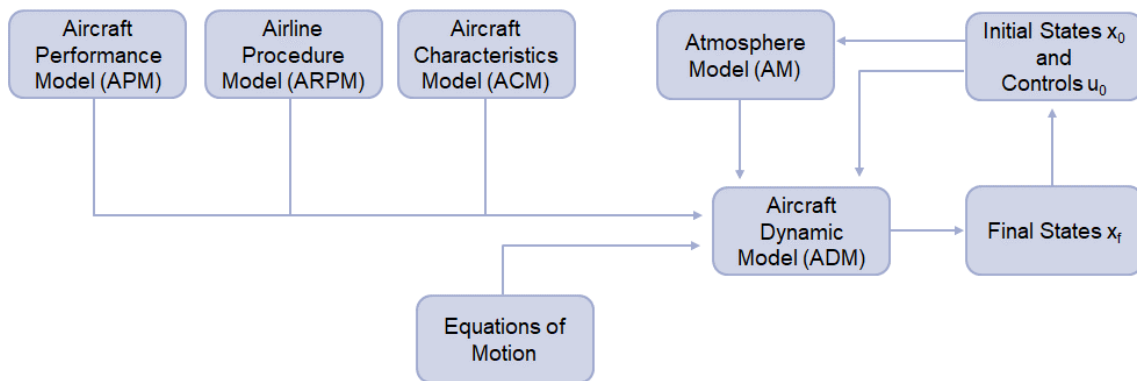 Aircraft
Performance
Model (APM)
Airline
Procedure
Model (ARPM)
Aircraft
Characteristics
Model (ACM)
Atmosphere
Model (AM)
Initial States x₀
and
Controls u₀
Aircraft
Dynamic
Model (ADM)
Final States x_f
Equations of
Motion